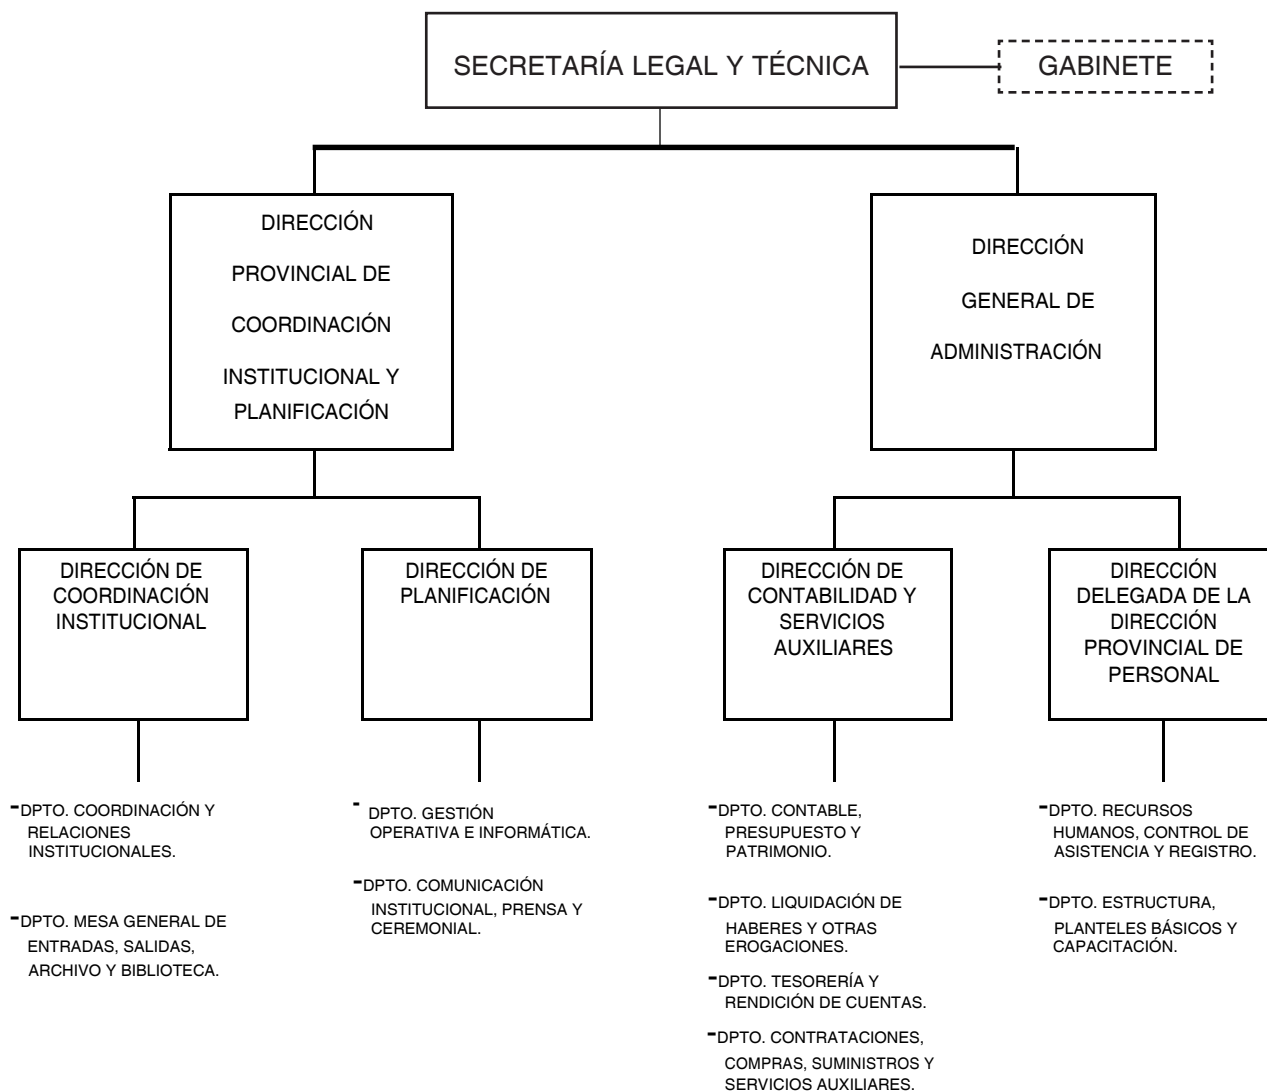 SECRETARÍA LEGAL Y TÉCNICA
GABINETE
DIRECCIÓN
PROVINCIAL DE
COORDINACIÓN
INSTITUCIONAL Y
PLANIFICACIÓN
DIRECCIÓN
GENERAL DE
ADMINISTRACIÓN
DIRECCIÓN DE
COORDINACIÓN
INSTITUCIONAL
DIRECCIÓN DE
PLANIFICACIÓN
DIRECCIÓN DE
CONTABILIDAD Y
SERVICIOS
AUXILIARES
DIRECCIÓN
DELEGADA DE LA
DIRECCIÓN
PROVINCIAL DE
PERSONAL
-DPTO. COORDINACIÓN Y
RELACIONES
INSTITUCIONALES.
-DPTO. MESA GENERAL DE
ENTRADAS, SALIDAS,
ARCHIVO Y BIBLIOTECA.
- DPTO. GESTIÓN
OPERATIVA E INFORMÁTICA.
-DPTO. COMUNICACIÓN
INSTITUCIONAL, PRENSA Y
CEREMONIAL.
-DPTO. CONTABLE,
PRESUPUESTO Y
PATRIMONIO.
-DPTO. LIQUIDACIÓN DE
HABERES Y OTRAS
EROGACIONES.
-DPTO. TESORERÍA Y
RENDICIÓN DE CUENTAS.
-DPTO. CONTRATACIONES,
COMPRAS, SUMINISTROS Y
SERVICIOS AUXILIARES.
-DPTO. RECURSOS
HUMANOS, CONTROL DE
ASISTENCIA Y REGISTRO.
-DPTO. ESTRUCTURA,
PLANTELES BÁSICOS Y
CAPACITACIÓN.